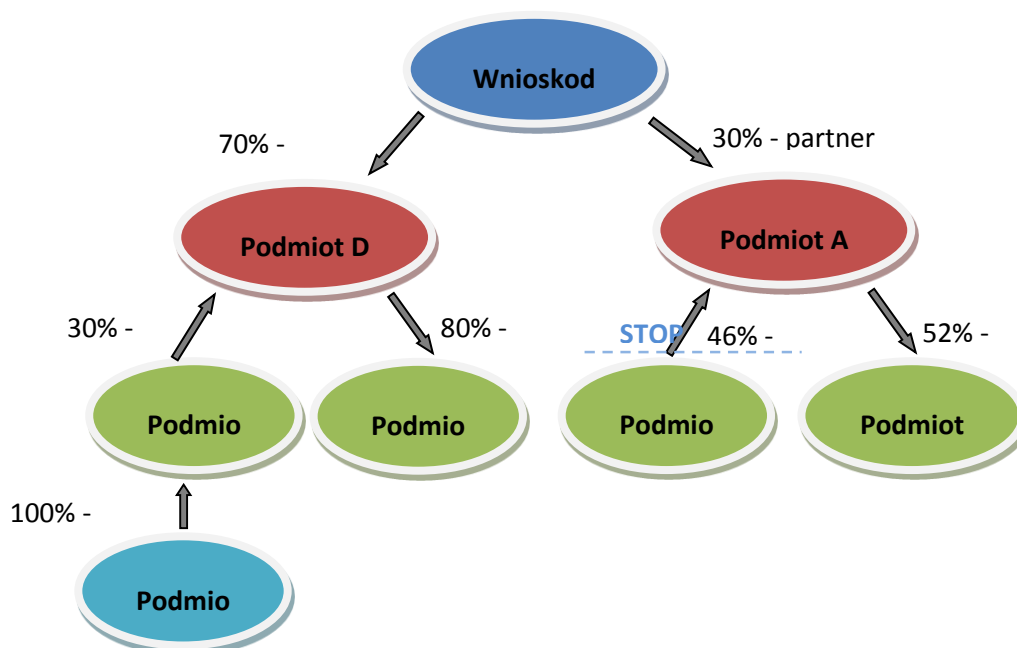 Wnioskod
70% -
30% - partner
Podmiot D
Podmiot A
30% -
80% -
STOP
46% -
52% -
Podmio
Podmio
Podmio
Podmiot
100% -
Podmio